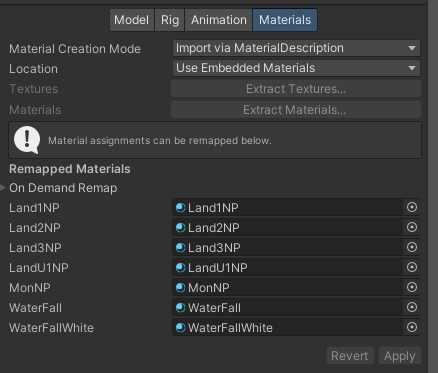 Model Rig Animation Materials
Material Creation Mode Import via MaterialDescription
Location Use Embedded Materials
Textures Extract Textures...
Materials Extract Materials...
Material assignments can be remapped below.
Remapped Materials
On Demand Remap
Land1NP Land1NP
Land2NP Land2NP
Land3NP Land3NP
LandU1NP LandU1NP
MonNP MonNP
WaterFall WaterFall
WaterFallWhite WaterFallWhite
Revert Apply